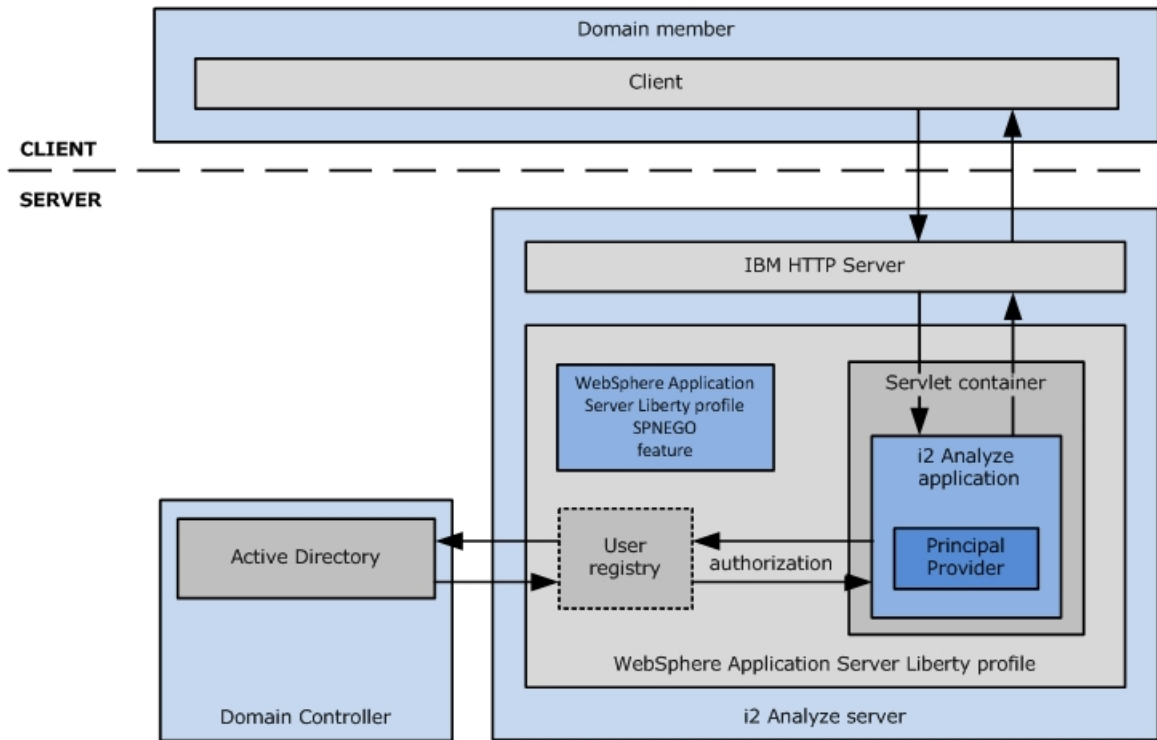 Domain member
Client
CLIENT
SERVER
IBM HTTP Server
WebSphere Application
Server Liberty profile
SPNEGO
feature
Servlet container
i2 Analyze
application
Principal
Provider
Active Directory
User
registry
authorization
WebSphere Application Server Liberty profile
Domain Controller
i2 Analyze server